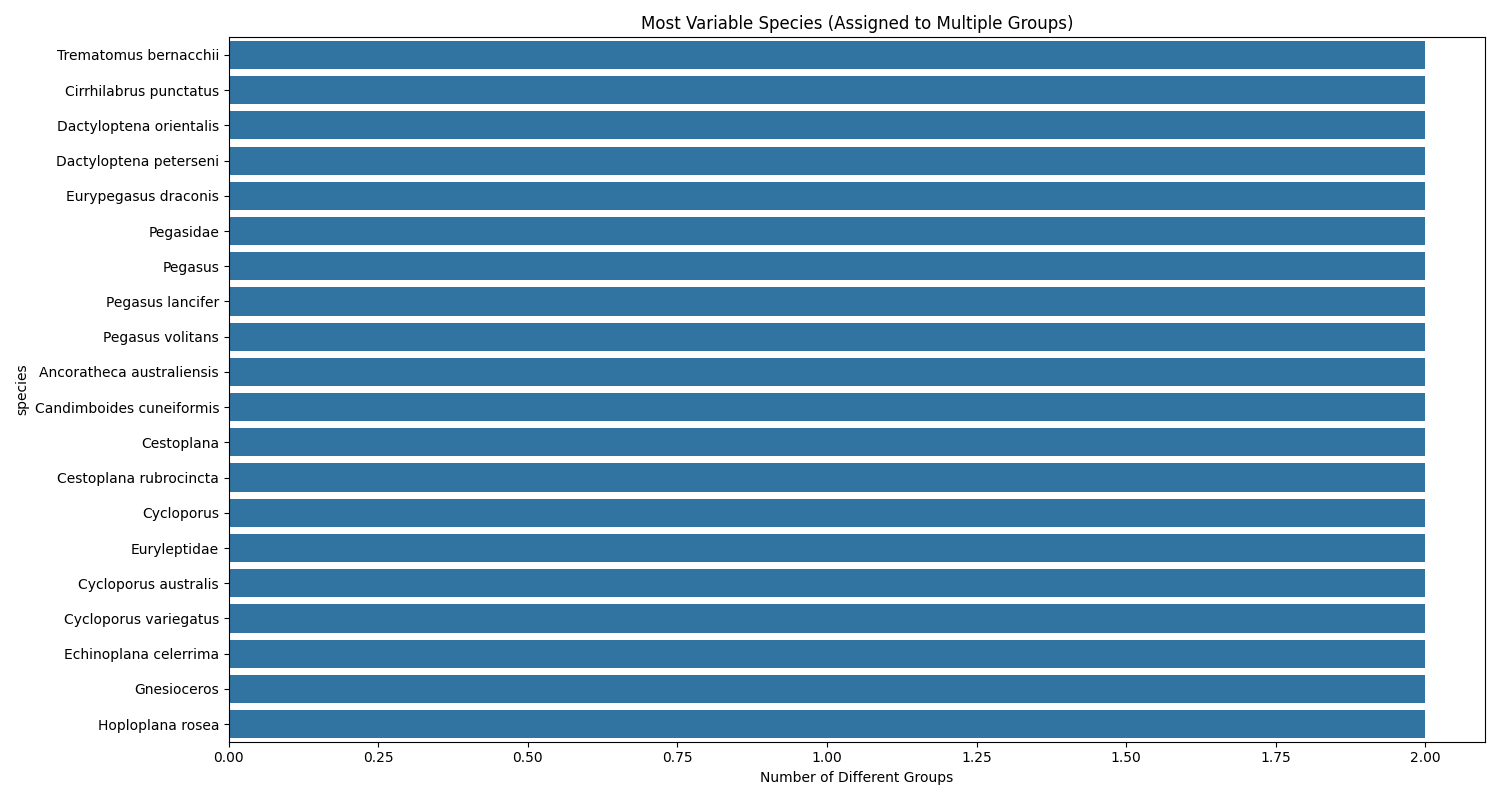 Most Variable Species (Assigned to Multiple Groups)
Trematomus bernacchii
Cirrhilabrus punctatus
Dactyloptena orientalis
Dactyloptena peterseni
Eurypegasus draconis
Pegasidae
Pegasus
Pegasus lancifer
Pegasus volitans
Ancoratheca australiensis
Candimboides cuneiformis
Cestoplana
Cestoplana rubrocincta
Cycloporus
Euryleptidae
Cycloporus australis
Cycloporus variegatus
Echinoplana celerrima
Gnesioceros
Hoploplana rosea
species
0.00 0.25 0.50 0.75 1.00 1.25 1.50 1.75 2.00
Number of Different Groups